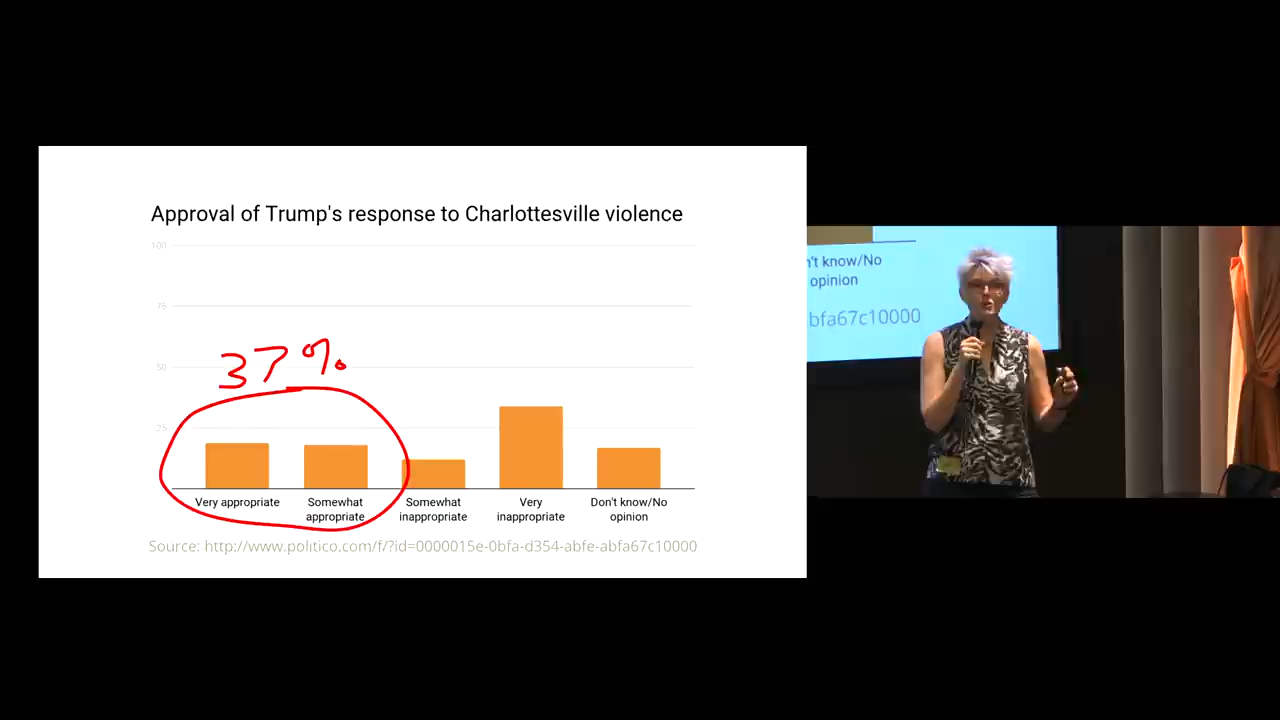 Approval of Trump's response to Charlottesville violence
100
75
50
25
37%
Very appropriate
Somewhat
appropriate
Somewhat
inappropriate
Very
inappropriate
Don't know/No
opinion
Source: http://www.politico.com/f/?id=0000015e-0bfa-d354-abfe-abfa67c10000
n't know/No
opinion
bfa67c10000